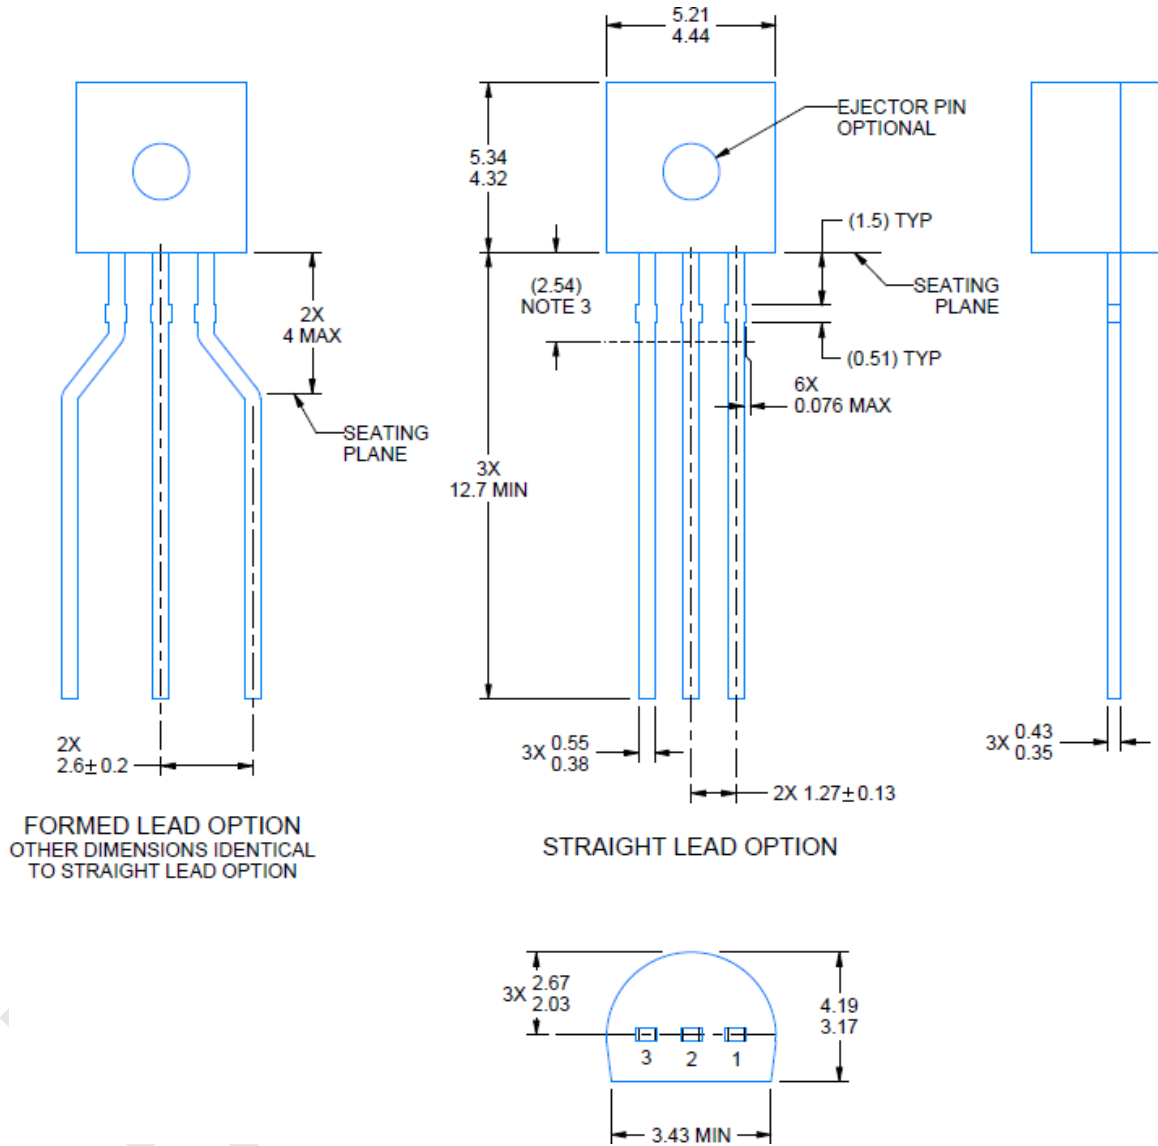 5.21
4.44
EJECTOR PIN
OPTIONAL
5.34
4.32
(1.5) TYP
(2.54)
NOTE 3
SEATING
PLANE
2X
4 MAX
(0.51) TYP
6X
0.076 MAX
SEATING
PLANE
3X
12.7 MIN
2X
2.6±0.2
3X 0.55
0.38
3X 0.43
0.35
2X 1.27±0.13
FORMED LEAD OPTION
OTHER DIMENSIONS IDENTICAL
TO STRAIGHT LEAD OPTION
STRAIGHT LEAD OPTION
3X 2.67
2.03
4.19
3.17
3 2 1
3.43 MIN